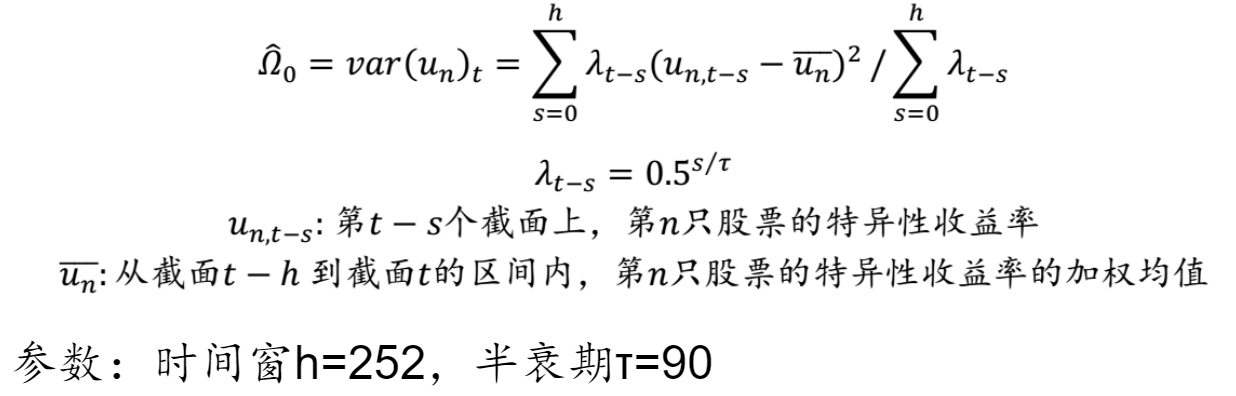 $\hat{\Omega}_0 = var(u_n)_t = \sum_{s=0}^{h} \lambda_{t-s}(u_{n,t-s} - \overline{u_n})^2 / \sum_{s=0}^{h} \lambda_{t-s}$
$\lambda_{t-s} = 0.5^{s/\tau}$
$u_{n,t-s}$: 第$t-s$个截面上，第$n$只股票的特异性收益率
$\overline{u_n}$: 从截面$t-h$ 到截面$t$的区间内，第$n$只股票的特异性收益率的加权均值
参数：时间窗h=252，半衰期τ=90